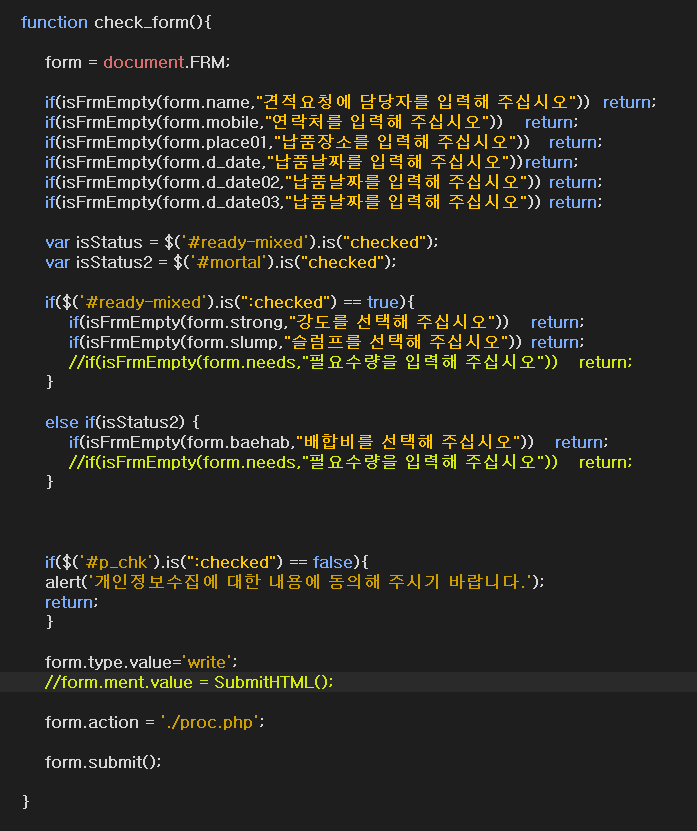 function check_form(){
form = document.FRM;
if(isFrmEmpty(form.name,"견적요청에 담당자를 입력해 주십시오")) return;
if(isFrmEmpty(form.mobile,"연락처를 입력해 주십시오")) return;
if(isFrmEmpty(form.place01,"납품장소를 입력해 주십시오")) return;
if(isFrmEmpty(form.d_date,"납품날짜를 입력해 주십시오"))return;
if(isFrmEmpty(form.d_date02,"납품날짜를 입력해 주십시오")) return;
if(isFrmEmpty(form.d_date03,"납품날짜를 입력해 주십시오")) return;
var isStatus = $('#ready-mixed').is("checked");
var isStatus2 = $('#mortal').is("checked");
if($('#ready-mixed').is(":checked") == true){
if(isFrmEmpty(form.strong,"강도를 선택해 주십시오")) return;
if(isFrmEmpty(form.slump,"슬럼프를 선택해 주십시오")) return;
//if(isFrmEmpty(form.needs,"필요수량을 입력해 주십시오")) return;
}
else if(isStatus2) {
if(isFrmEmpty(form.baehab,"배합비를 선택해 주십시오")) return;
//if(isFrmEmpty(form.needs,"필요수량을 입력해 주십시오")) return;
}
if($('#p_chk').is(":checked") == false){
alert('개인정보수집에 대한 내용에 동의해 주시기 바랍니다.');
return;
}
form.type.value='write';
//form.ment.value = SubmitHTML();
form.action = './proc.php';
form.submit();
}